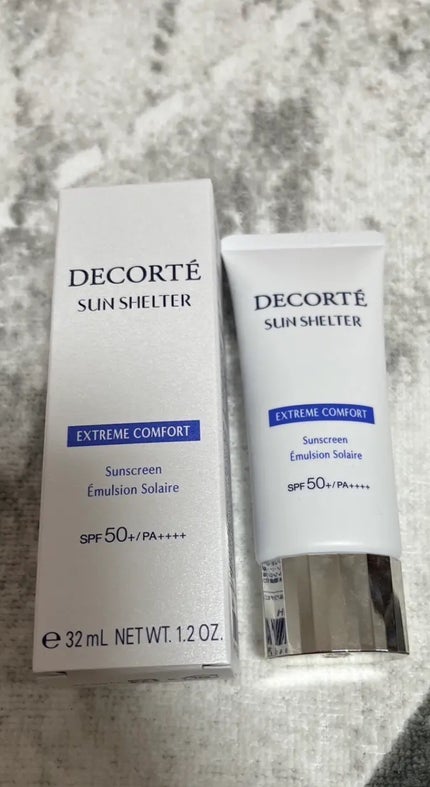 DECORTÉ
SUN SHELTER
EXTREME COMFORT
Sunscreen
Émulsion Solaire
SPF 50+/PA++++
℮ 32 mL NET WT. 1.2 OZ.
DECORTÉ
SUN SHELTER
EXTREME COMFORT
Sunscreen
Émulsion Solaire
SPF 50+/PA++++